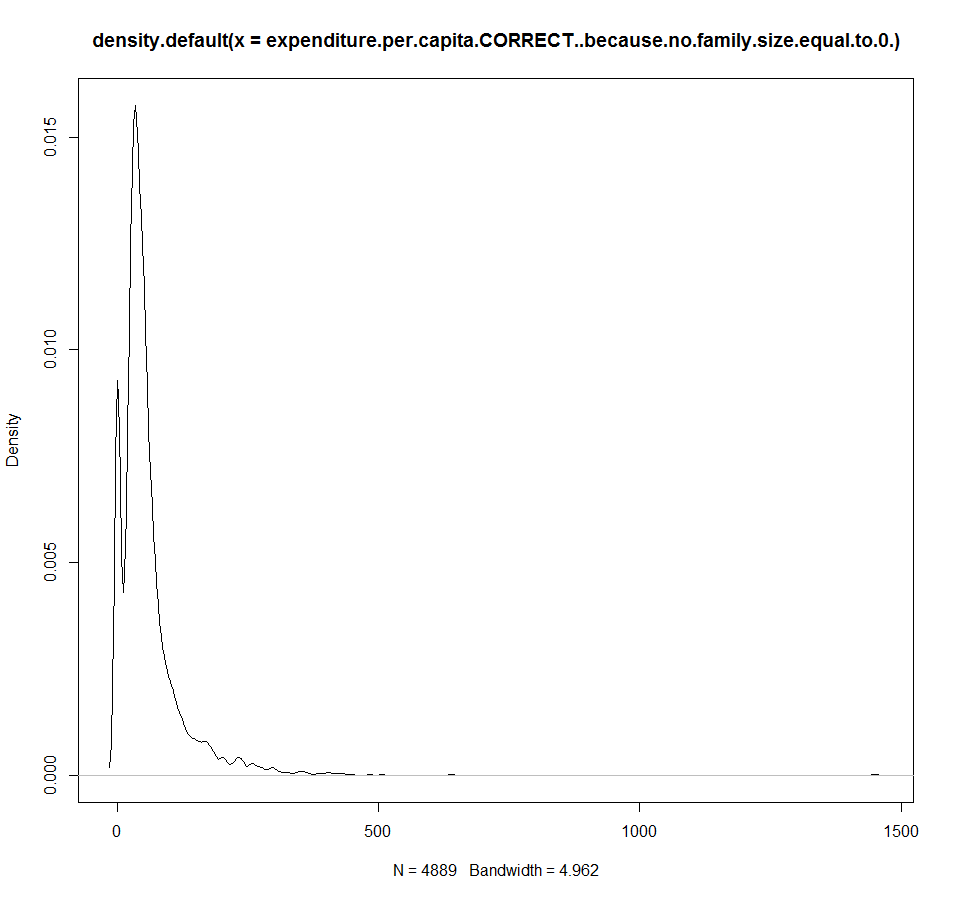 density.default(x = expenditure.per.capita.CORRECT..because.no.family.size.equal.to.0.)
Density
0.015
0.010
0.005
0.000
0
500
1000
1500
N = 4889   Bandwidth = 4.962